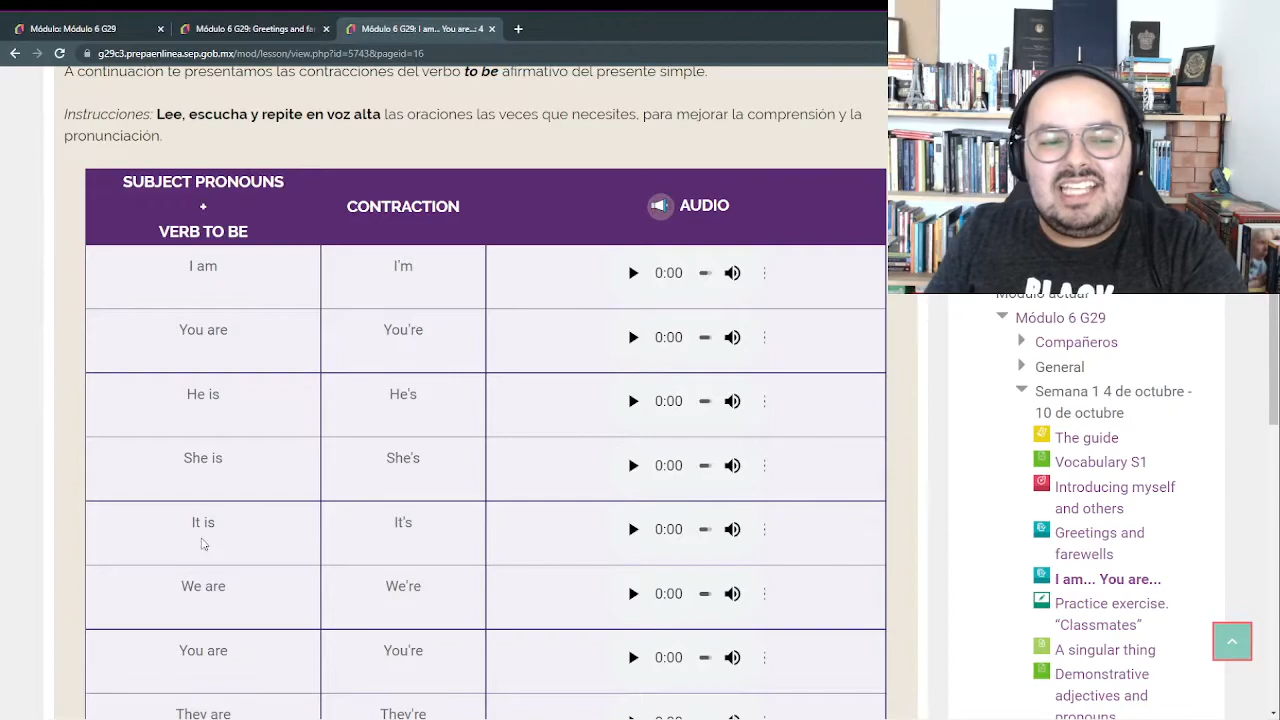 Módulo: Módulo 6 G29
Módulo 6 G29: Greetings and fa
Módulo 6 G29: I am... You are...: 4
g29c3.prepaenlinea.sep.gob.mx/mod/lesson/view.php?id=5743&pageid=16
A continuación te presentamos las contracciones del verbo to be afirmativo del presente simple.
Instrucciones: Lee, escucha y repite en voz alta las oraciones las veces que necesites, para mejorar la comprensión y la
pronunciación.
SUBJECT PRONOUNS
+
VERB TO BE
CONTRACTION
AUDIO
I am I'm 0:00
You are You're 0:00
He is He's 0:00
She is She's 0:00
It is It's 0:00
We are We're 0:00
You are You're 0:00
They are They're
BLACK
Módulo actual
Módulo 6 G29
Compañeros
General
Semana 1 4 de octubre -
10 de octubre
The guide
Vocabulary S1
Introducing myself
and others
Greetings and
farewells
I am... You are...
Practice exercise.
“Classmates”
A singular thing
Demonstrative
adjectives and
pronouns